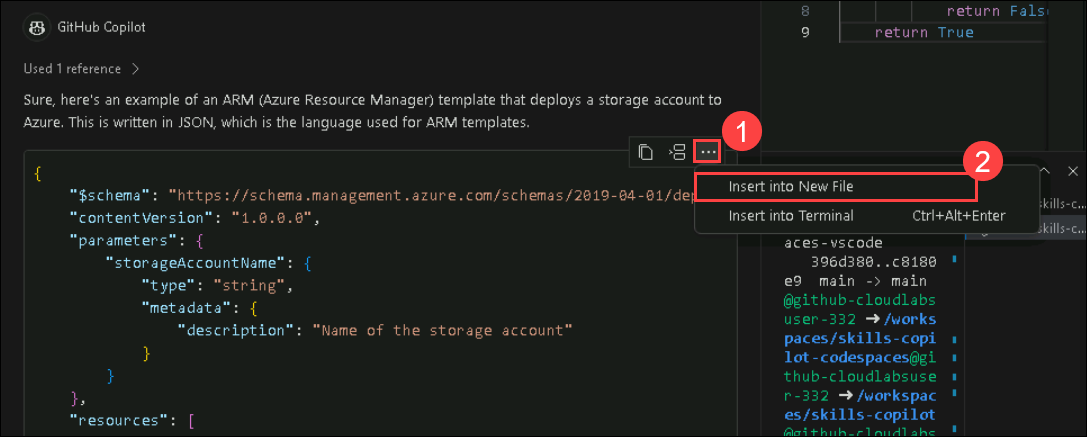 GitHub Copilot
Used 1 reference
Sure, here's an example of an ARM (Azure Resource Manager) template that deploys a storage account to
Azure. This is written in JSON, which is the language used for ARM templates.
{
"$schema": "https://schema.management.azure.com/schemas/2019-04-01/dep
"contentVersion": "1.0.0.0",
"parameters": {
"storageAccountName": {
"type": "string",
"metadata": {
"description": "Name of the storage account"
}
}
},
"resources": [
1
2
Insert into New File
Insert into Terminal Ctrl+Alt+Enter
8 return False
9 return True
skills-c...
skills-c...
aces-vscode
396d380..c8180
e9 main -> main
@github-cloudlabs
user-332 ➜ /works
paces/skills-copi
lot-codespaces@gi
thub-cloudlabsuse
r-332 ➜ /workspac
es/skills-copilot
@github-cloudlabs